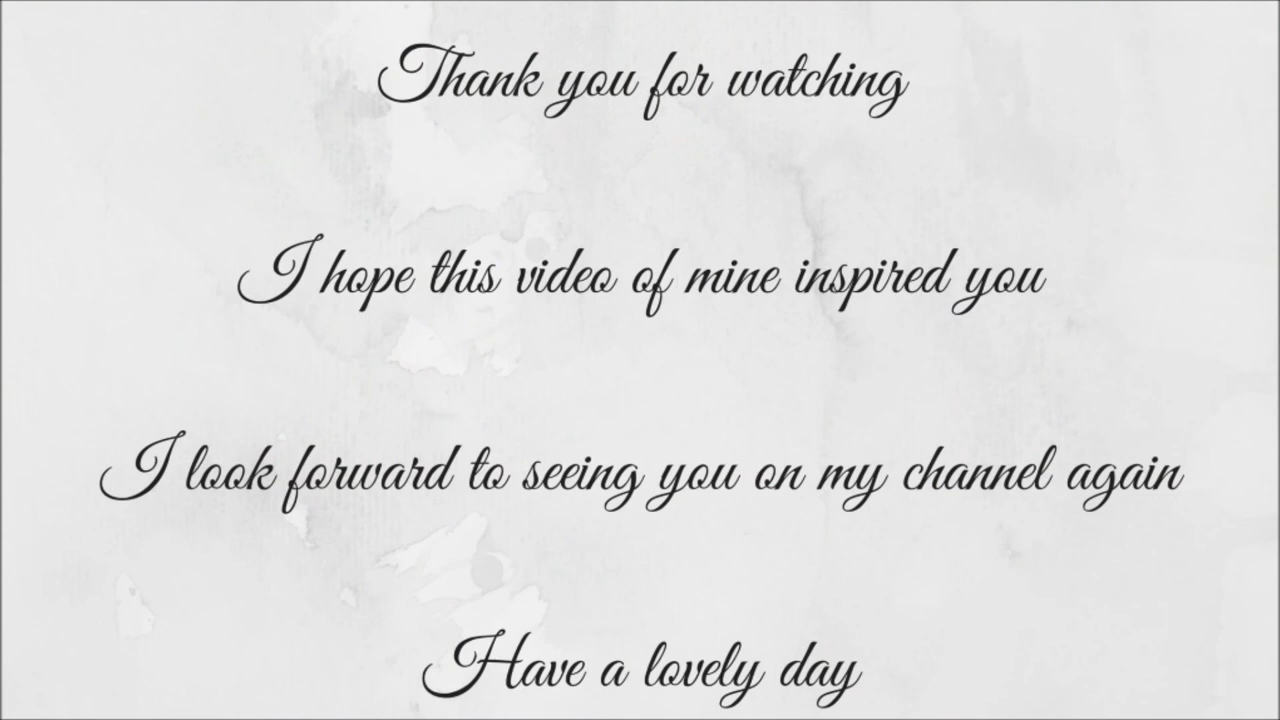 Thank you for watching
I hope this video of mine inspired you
I look forward to seeing you on my channel again
Have a lovely day